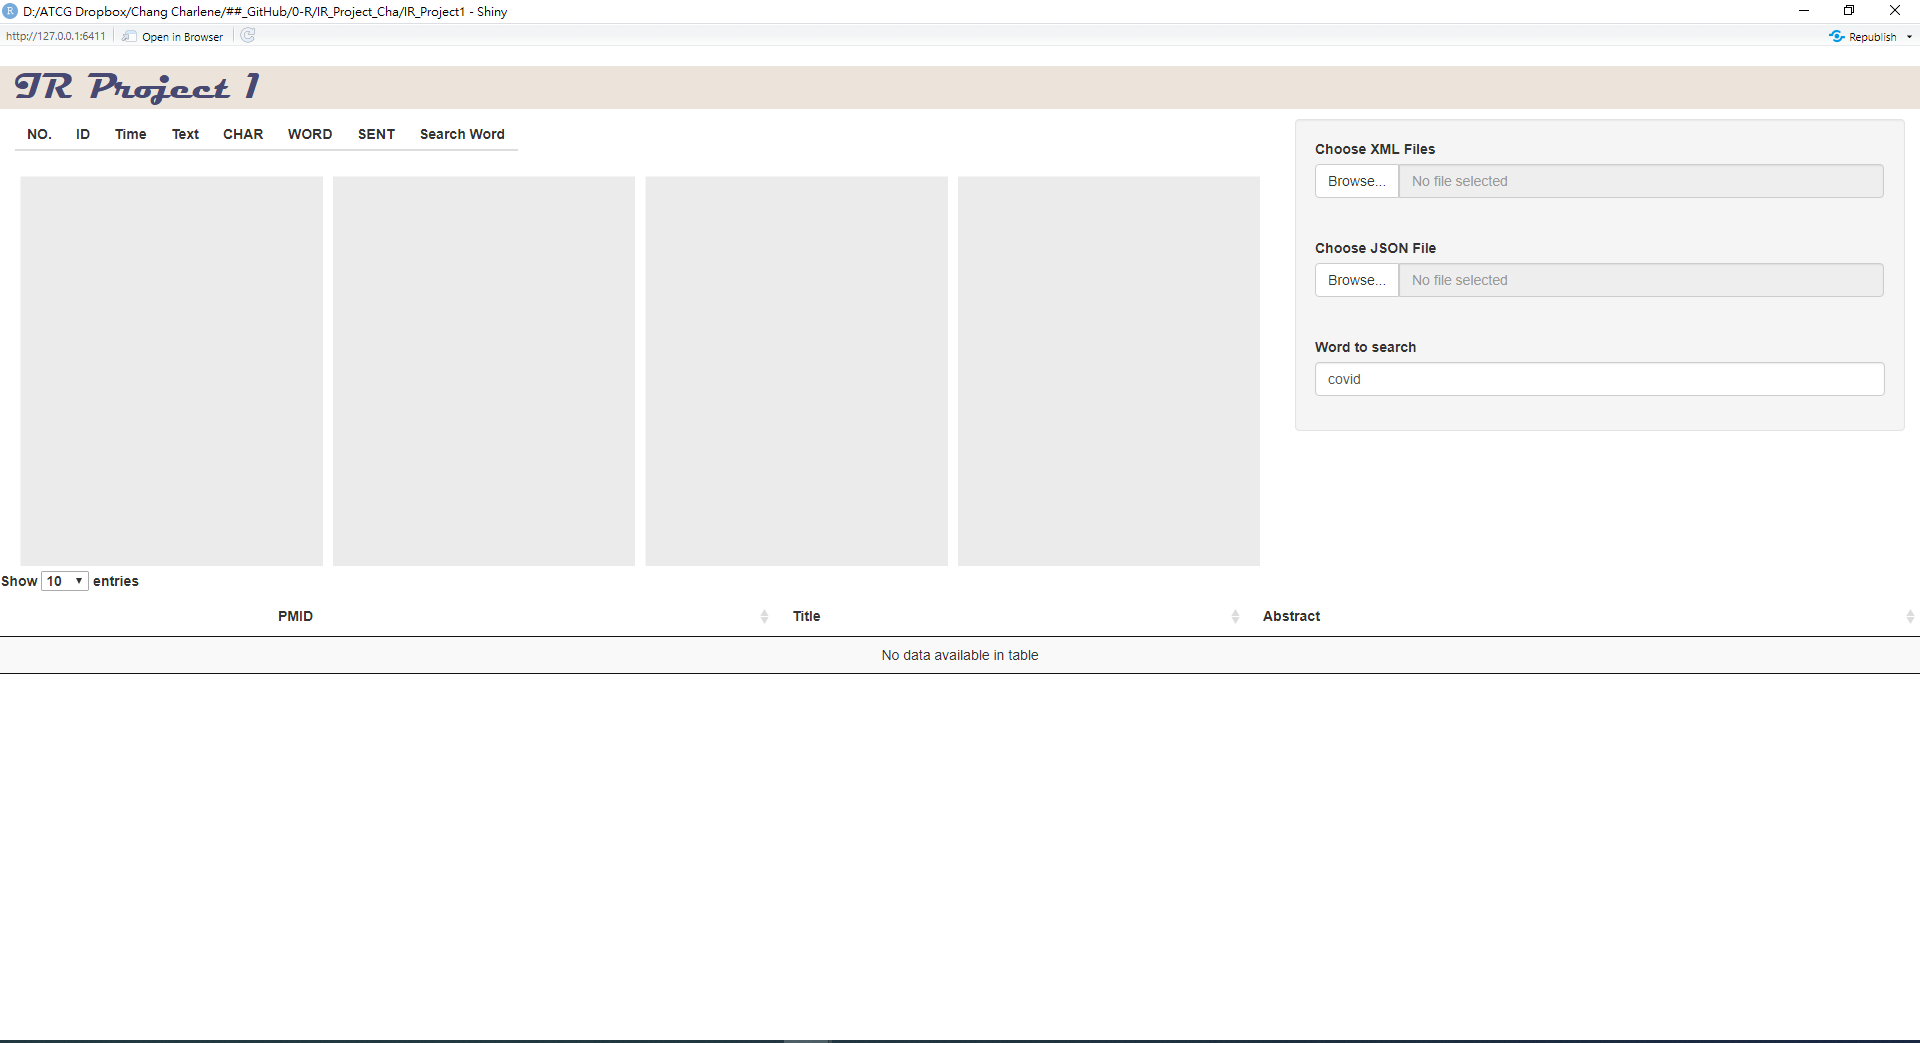 D:/ATCG Dropbox/Chang Charlene/##_GitHub/0-R/IR_Project_Cha/IR_Project1 - Shiny
http://127.0.0.1:6411 Open in Browser Republish
IR Project 1
NO. ID Time Text CHAR WORD SENT Search Word
Choose XML Files
Browse... No file selected
Choose JSON File
Browse... No file selected
Word to search
covid
Show 10 entries
PMID Title Abstract
No data available in table